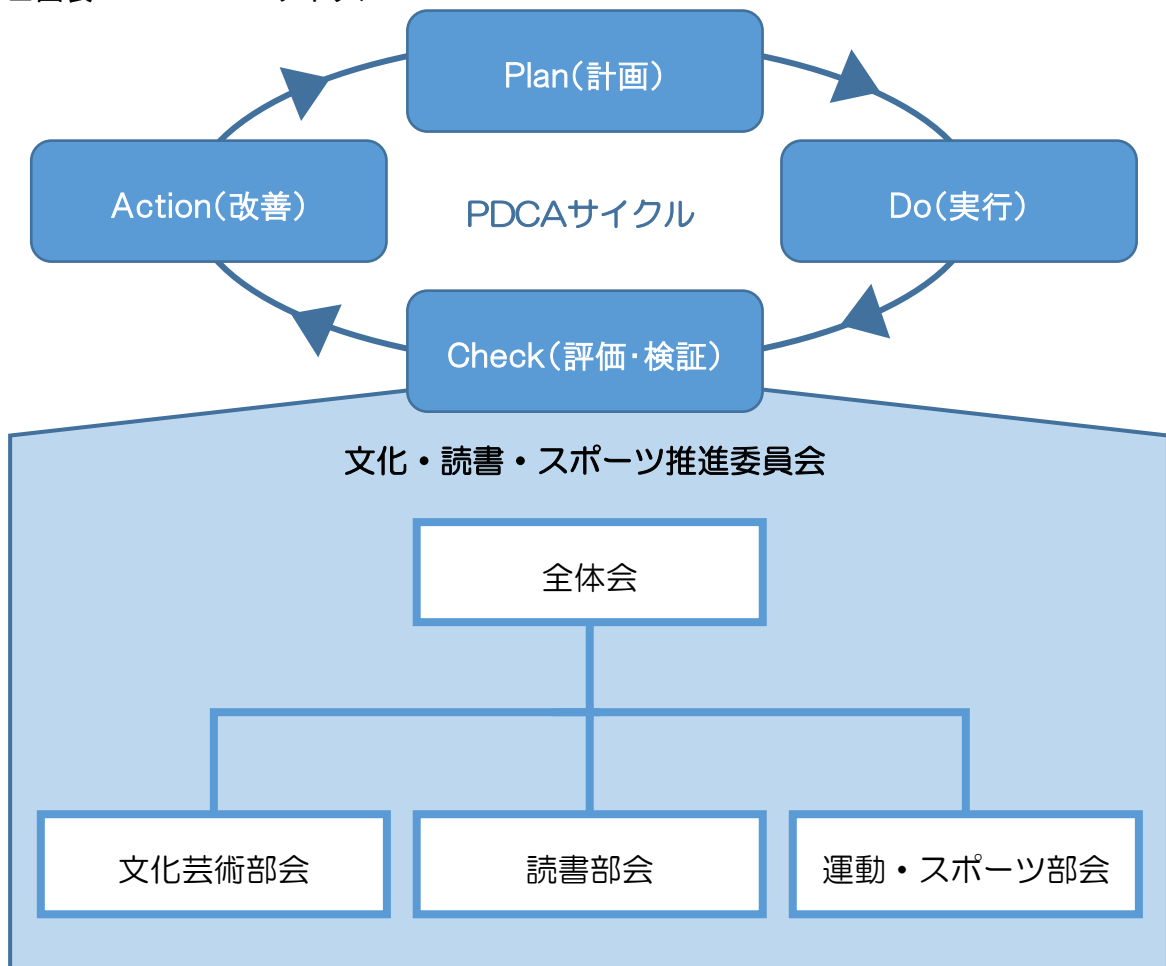 Plan(計画)
Action(改善)
PDCAサイクル
Do(実行)
Check(評価・検証)
文化・読書・スポーツ推進委員会
全体会
文化芸術部会
読書部会
運動・スポーツ部会